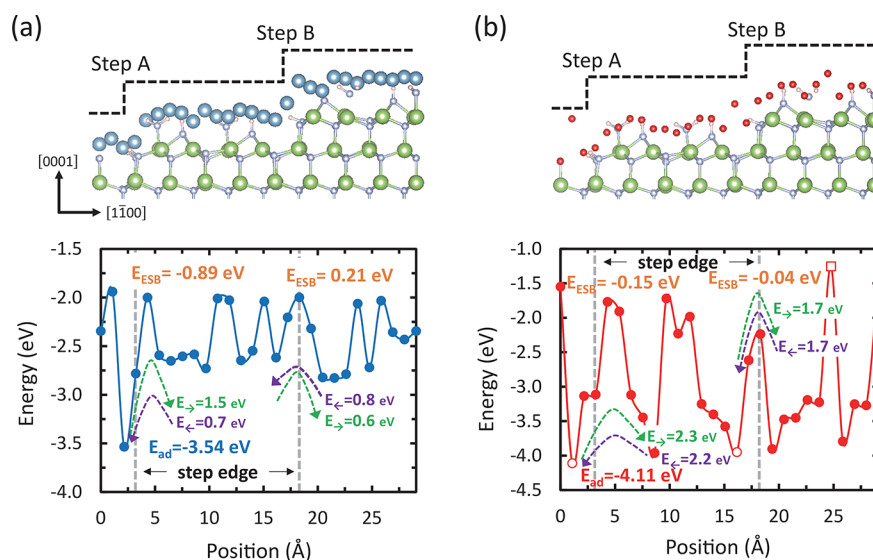 (a)
Step A
Step B
[0001]
[11̅00]
Energy (eV)
-1.5
-2.0
-2.5
-3.0
-3.5
-4.0
E_ESB= -0.89 eV
E_ESB= 0.21 eV
E→=1.5 eV
E←=0.7 eV
E_ad=-3.54 eV
E←=0.8 eV
E→=0.6 eV
step edge
0 5 10 15 20 25
Position (Å)
(b)
Step A
Step B
Energy (eV)
-1.0
-1.5
-2.0
-2.5
-3.0
-3.5
-4.0
-4.5
step edge
E_ESB= -0.15 eV
E_ESB= -0.04 eV
E→=1.7 eV
E←=1.7 eV
E→=2.3 eV
E←=2.2 eV
E_ad=-4.11 eV
0 5 10 15 20 25
Position (Å)